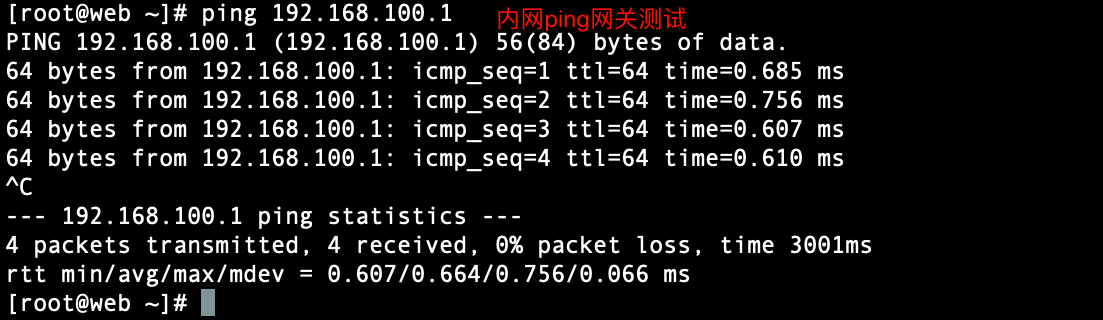 [root@web ~]# ping 192.168.100.1 内网ping网关测试
PING 192.168.100.1 (192.168.100.1) 56(84) bytes of data.
64 bytes from 192.168.100.1: icmp_seq=1 ttl=64 time=0.685 ms
64 bytes from 192.168.100.1: icmp_seq=2 ttl=64 time=0.756 ms
64 bytes from 192.168.100.1: icmp_seq=3 ttl=64 time=0.607 ms
64 bytes from 192.168.100.1: icmp_seq=4 ttl=64 time=0.610 ms
^C
--- 192.168.100.1 ping statistics ---
4 packets transmitted, 4 received, 0% packet loss, time 3001ms
rtt min/avg/max/mdev = 0.607/0.664/0.756/0.066 ms
[root@web ~]#